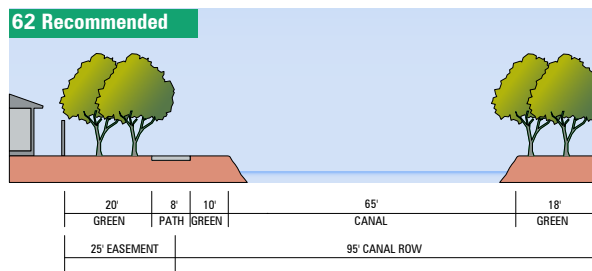 62 Recommended
20' 8' 10' 65' 18'
GREEN PATH GREEN CANAL GREEN
25' EASEMENT 95' CANAL ROW